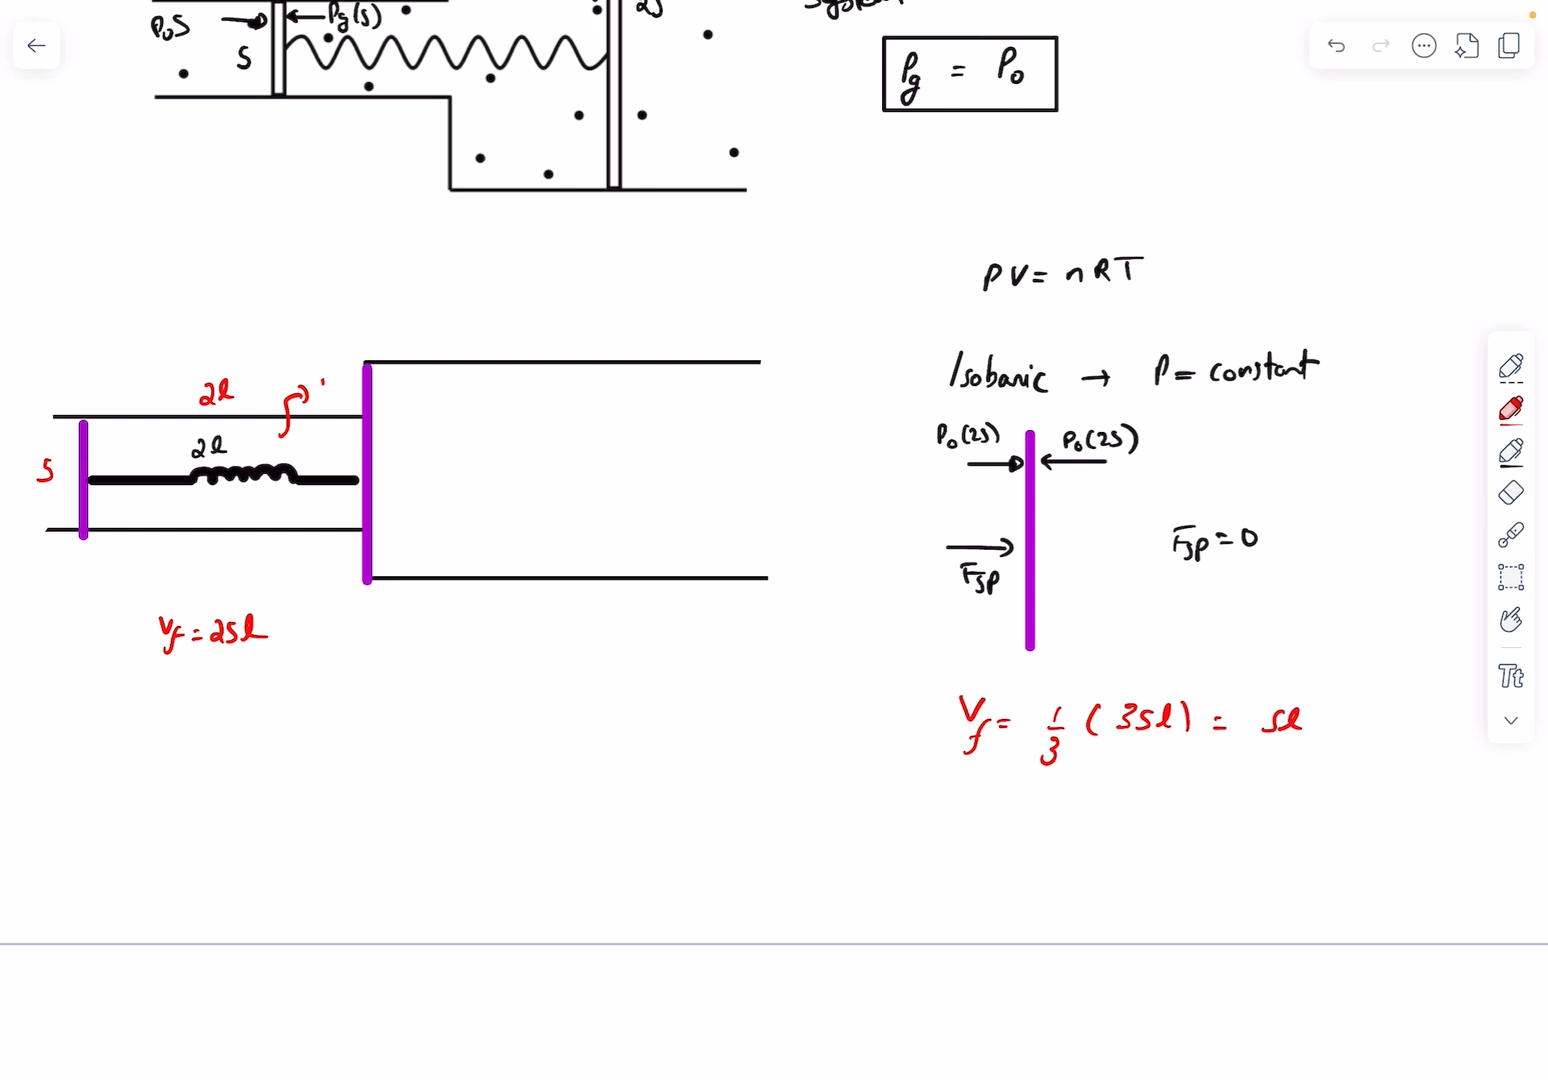 P₀S
Pg(s)
S
Pg = P₀
PV = nRT
Isobaric → P = constant
2l
2l
S
P₀(2S)
P₀(2S)
Fsp
Fsp = 0
Vf = 2Sl
Vf = 1/3 (3Sl) = Sl
Tt